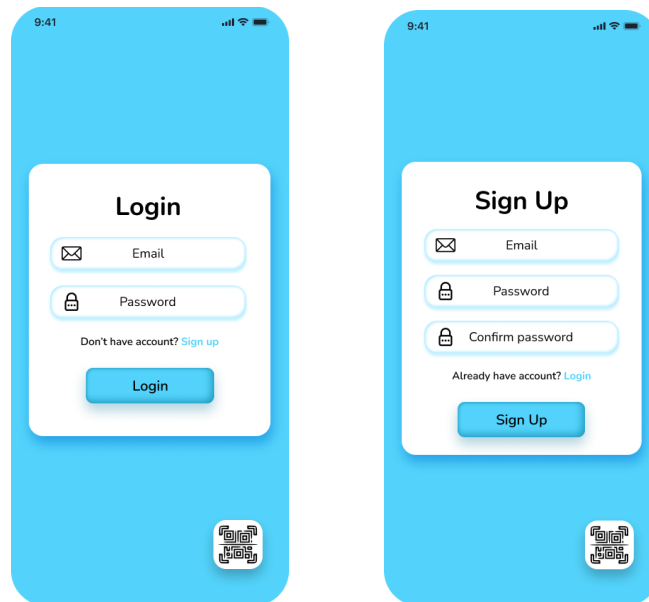 9:41
Login
Email
Password
Don't have account? Sign up
Login
9:41
Sign Up
Email
Password
Confirm password
Already have account? Login
Sign Up